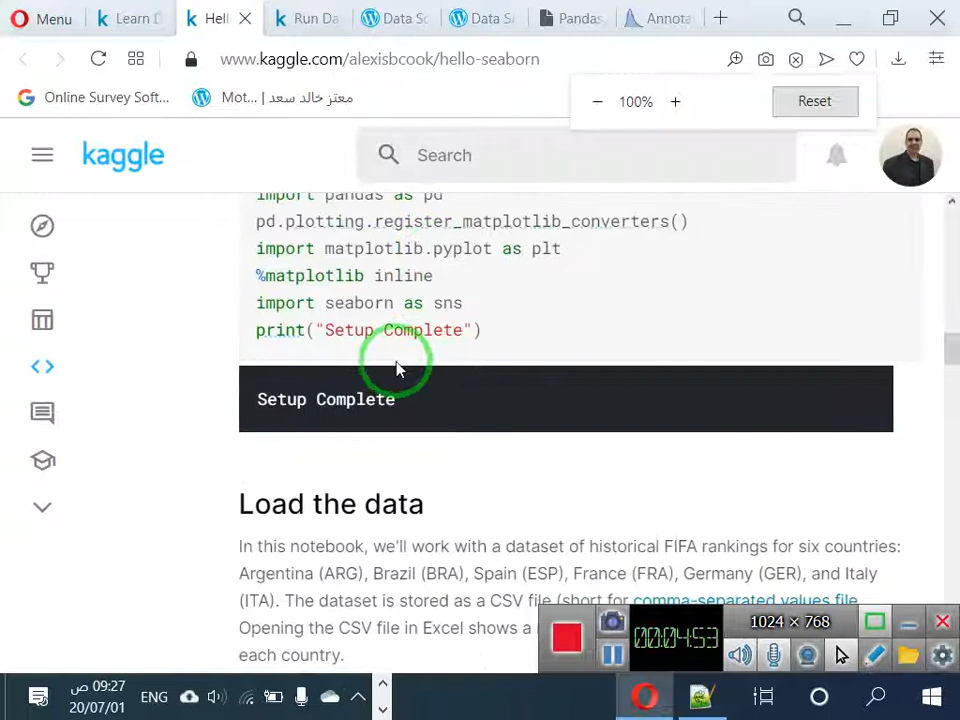 Menu
Learn D
Hello
Run Da
Data Sc
Data Sc
Pandas
Annota
www.kaggle.com/alexisbcook/hello-seaborn
Online Survey Soft...
Mot... | معتز خالد سعد
100%
Reset
kaggle
Search
import pandas as pd
pd.plotting.register_matplotlib_converters()
import matplotlib.pyplot as plt
%matplotlib inline
import seaborn as sns
print("Setup Complete")
Setup Complete
Load the data
In this notebook, we'll work with a dataset of historical FIFA rankings for six countries:
Argentina (ARG), Brazil (BRA), Spain (ESP), France (FRA), Germany (GER), and Italy
(ITA). The dataset is stored as a CSV file (short for comma-separated values file
Opening the CSV file in Excel shows a
each country.
00:04:53
1024 × 768
09:27 ص
ENG
20/07/01